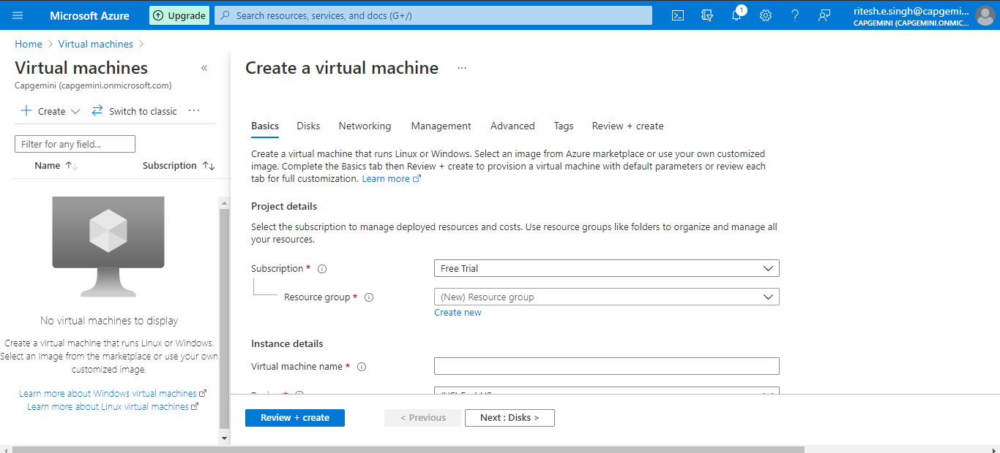 Microsoft Azure
Upgrade
Search resources, services, and docs (G+/)
1
ritesh.e.singh@capgemi...
CAPGEMINI (CAPGEMINI.ONMIC...
Home > Virtual machines >
Virtual machines
«
Capgemini (capgemini.onmicrosoft.com)
+ Create
Switch to classic
...
Filter for any field...
Name ↑↓
Subscription ↑↓
No virtual machines to display
Create a virtual machine that runs Linux or Windows.
Select an image from the marketplace or use your own
customized image.
Learn more about Windows virtual machines
Learn more about Linux virtual machines
Create a virtual machine
...
Basics
Disks
Networking
Management
Advanced
Tags
Review + create
Create a virtual machine that runs Linux or Windows. Select an image from Azure marketplace or use your own customized
image. Complete the Basics tab then Review + create to provision a virtual machine with default parameters or review each
tab for full customization. Learn more
Project details
Select the subscription to manage deployed resources and costs. Use resource groups like folders to organize and manage all
your resources.
Subscription *
Free Trial
Resource group *
(New) Resource group
Create new
Instance details
Virtual machine name *
Review + create
< Previous
Next : Disks >